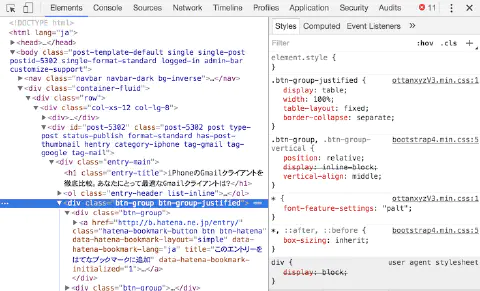 Elements Console Sources Network Timeline Profiles Application Security Audits 11
<!DOCTYPE html>
<html lang="ja">
<head>…</head>
<body class="post-template-default single single-post
postid-5302 single-format-standard logged-in admin-bar
customize-support">
<nav class="navbar navbar-dark bg-inverse">…</nav>
<div class="container-fluid">
<div class="row">
<div class="col-xs-12 col-lg-8">
<div>…</div>
<div id="post-5302" class="post-5302 post type-
post status-publish format-standard has-post-
thumbnail hentry category-iphone tag-gmail tag-
google tag-mail">
<div class="entry-main">
<h1 class="entry-title">iPhoneのGmailクライアントを
徹底比較。あなたにとって最適なGmailクライアントは?</h1>
<ol class="entry-header list-inline">…</ol>
<div class="btn-group btn-group-justified"> ==
<div class="btn-group">
<a href="http://b.hatena.ne.jp/entry/"
class="hatena-bookmark-button btn btn-hatena"
data-hatena-bookmark-layout="simple" data-
hatena-bookmark-lang="ja" title="このエントリーを
はてなブックマークに追加" data-hatena-bookmark-
initialized="1">…</a>
</div>
<div class="btn-group">…</div>
Styles Computed Event Listeners »
Filter :hov .cls +
element.style {
}
.btn-group-justified { ottanxyzV3.min.css:1
display: table;
width: 100%;
table-layout: fixed;
border-collapse: separate;
}
.btn-group, .btn-group- bootstrap4.min.css:5
vertical {
position: relative;
display: inline-block;
vertical-align: middle;
}
* { ottanxyzV3.min.css:1
font-feature-settings: "palt";
}
*, ::after, ::before { bootstrap4.min.css:5
box-sizing: inherit;
}
div { user agent stylesheet
display: block;
}